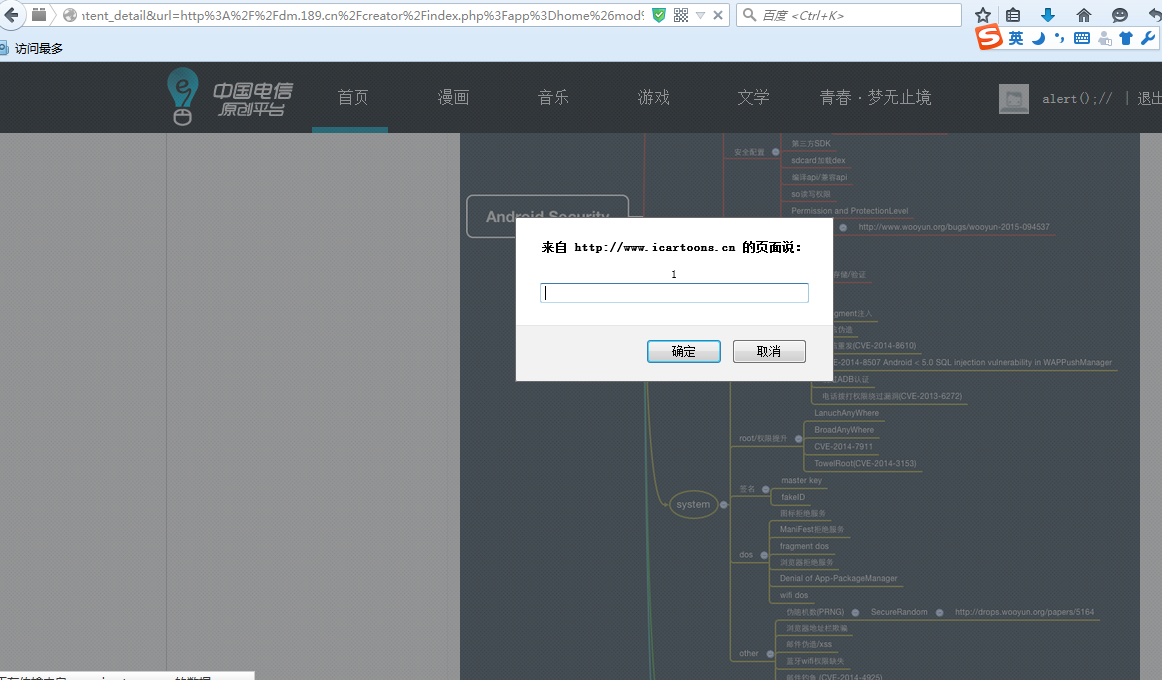 ntent_detail&url=http%3A%2F%2Fdm.189.cn%2Fcreator%2Findex.php%3Fapp%3Dhome%26mod%
百度 <Ctrl+K>
英
访问最多
中国电信
原创平台
首页
漫画
音乐
游戏
文学
青春·梦无止境
alert();//
退出
第三方SDK
安全配置
sdcard加载dex
编译api/兼容api
so读写权限
Android Security
Permission and ProtectionLevel
http://www.wooyun.org/bugs/wooyun-2015-094537
来自 http://www.icartoons.cn 的页面说：
存储/验证
1
gment注入
伪造
重发(CVE-2014-8610)
确定
取消
E-2014-8507 Android < 5.0 SQL injection vulnerability in WAPPushManager
ADB认证
电话拨打权限绕过漏洞(CVE-2013-6272)
LanuchAnyWhere
BroadAnyWhere
root/权限提升
CVE-2014-7911
TowelRoot(CVE-2014-3153)
master key
签名
fakeID
system
图标拒绝服务
ManiFest拒绝服务
fragment dos
dos
浏览器拒绝服务
Denial of App-PackageManager
wifi dos
伪随机数(PRNG)
SecureRandom
http://drops.wooyun.org/papers/5164
浏览器地址栏欺骗
邮件伪造/xss
other
蓝牙wifi权限缺失
邮件钓鱼 (CVE-2014-4925)